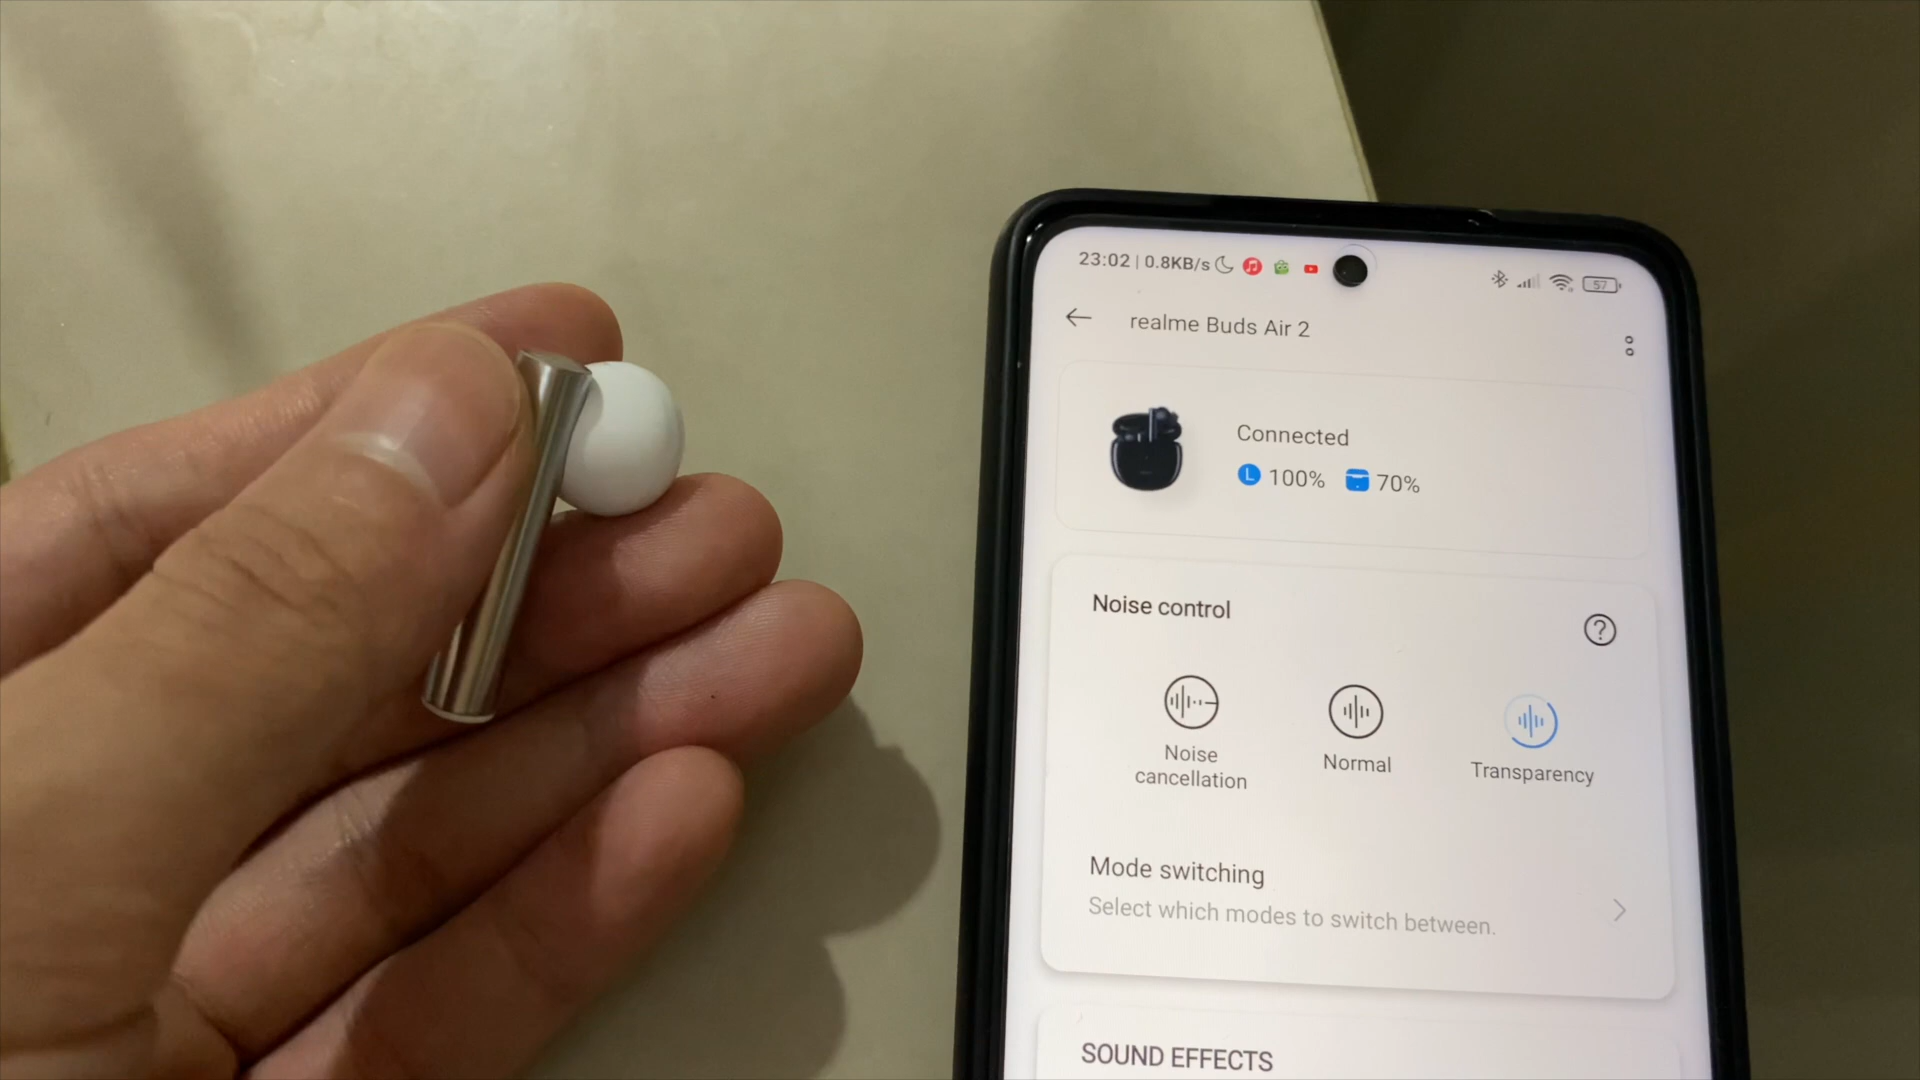 23:02 | 0.8KB/s
57
realme Buds Air 2
Connected
L 100% 70%
Noise control
?
Noise cancellation
Normal
Transparency
Mode switching
Select which modes to switch between.
SOUND EFFECTS